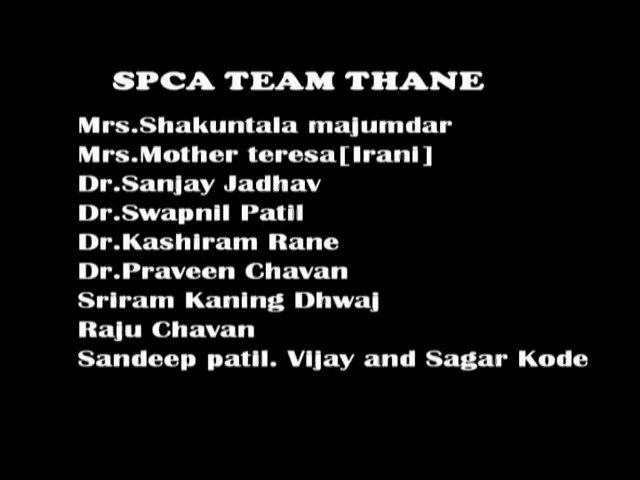 SPCA TEAM THANE
Mrs.Shakuntala majumdar
Mrs.Mother teresa[Irani]
Dr.Sanjay Jadhav
Dr.Swapnil Patil
Dr.Kashiram Rane
Dr.Praveen Chavan
Sriram Kaning Dhwaj
Raju Chavan
Sandeep patil. Vijay and Sagar Kode